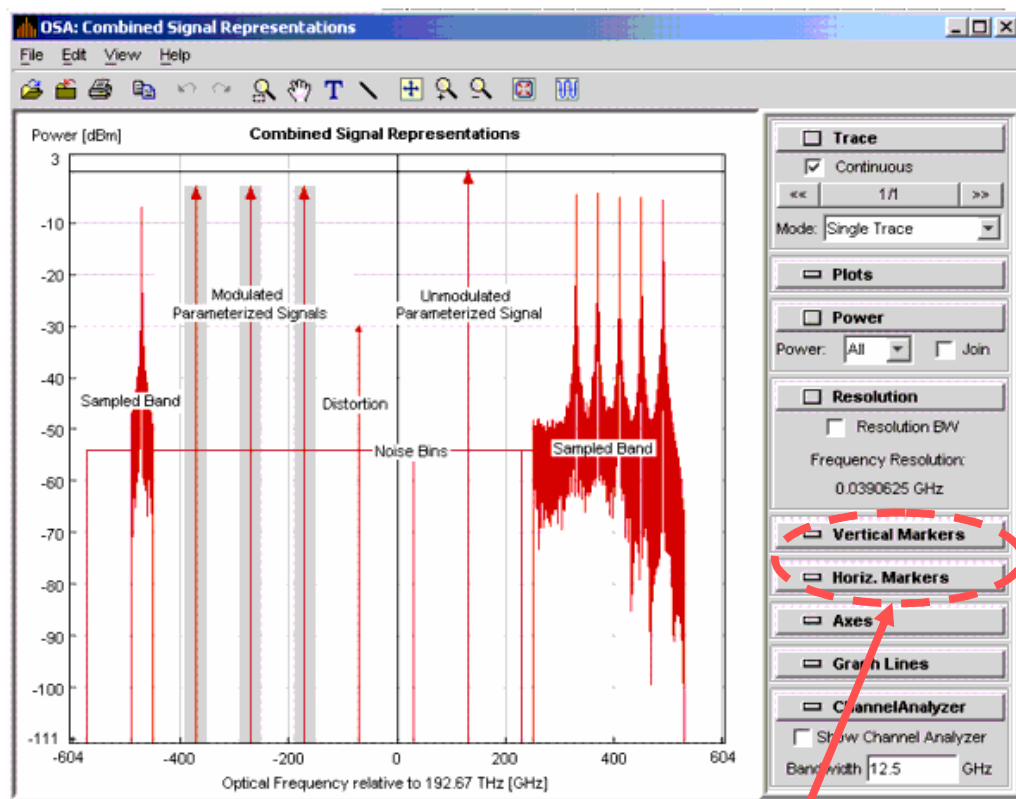 OSA: Combined Signal Representations
File Edit View Help
T
Power [dBm]
Combined Signal Representations
3
-10
-20
-30
-40
-50
-60
-70
-80
-90
-100
-111
-604
-400
-200
0
200
400
604
Optical Frequency relative to 192.67 THz [GHz]
Modulated
Parameterized Signals
Unmodulated
Parameterized Signal
Sampled Band
Distortion
Noise Bins
Sampled Band
Trace
Continuous
<< 1/1 >>
Mode: Single Trace
Plots
Power
Power: All Join
Resolution
Resolution BW
Frequency Resolution:
0.0390625 GHz
Vertical Markers
Horiz. Markers
Axes
Graph Lines
ChannelAnalyzer
Show Channel Analyzer
Bandwidth 12.5 GHz